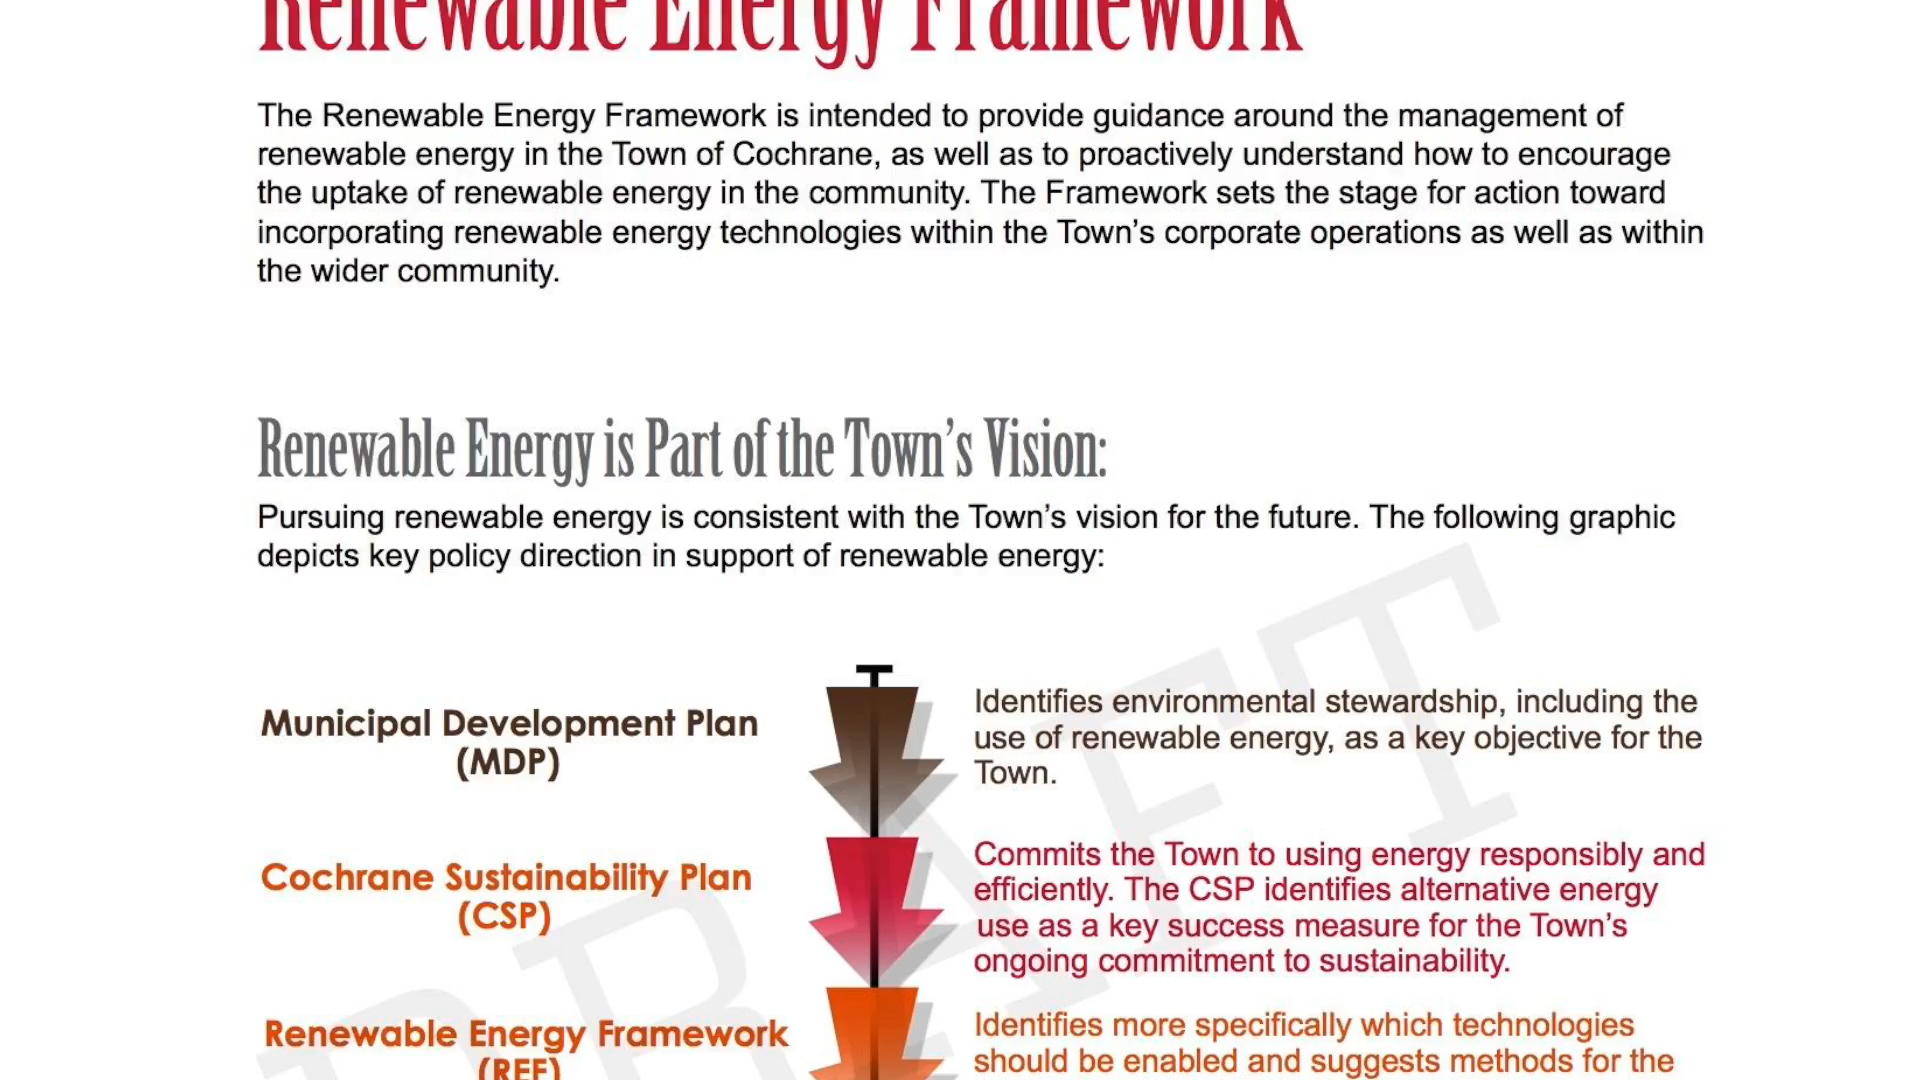 Renewable Energy Framework
The Renewable Energy Framework is intended to provide guidance around the management of
renewable energy in the Town of Cochrane, as well as to proactively understand how to encourage
the uptake of renewable energy in the community. The Framework sets the stage for action toward
incorporating renewable energy technologies within the Town's corporate operations as well as within
the wider community.
Renewable Energy is Part of the Town's Vision:
Pursuing renewable energy is consistent with the Town's vision for the future. The following graphic
depicts key policy direction in support of renewable energy:
Municipal Development Plan
(MDP)
Identifies environmental stewardship, including the
use of renewable energy, as a key objective for the
Town.
Cochrane Sustainability Plan
(CSP)
Commits the Town to using energy responsibly and
efficiently. The CSP identifies alternative energy
use as a key success measure for the Town's
ongoing commitment to sustainability.
Renewable Energy Framework
(REF)
Identifies more specifically which technologies
should be enabled and suggests methods for the
DRAFT